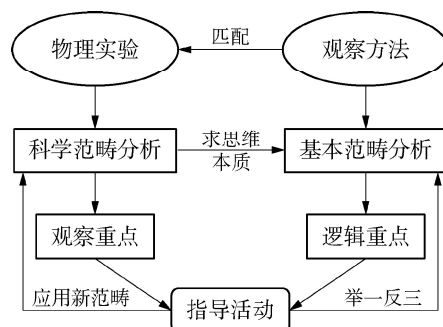 物理实验
匹配
观察方法
科学范畴分析
求思维
本质
基本范畴分析
观察重点
逻辑重点
应用新范畴
指导活动
举一反三